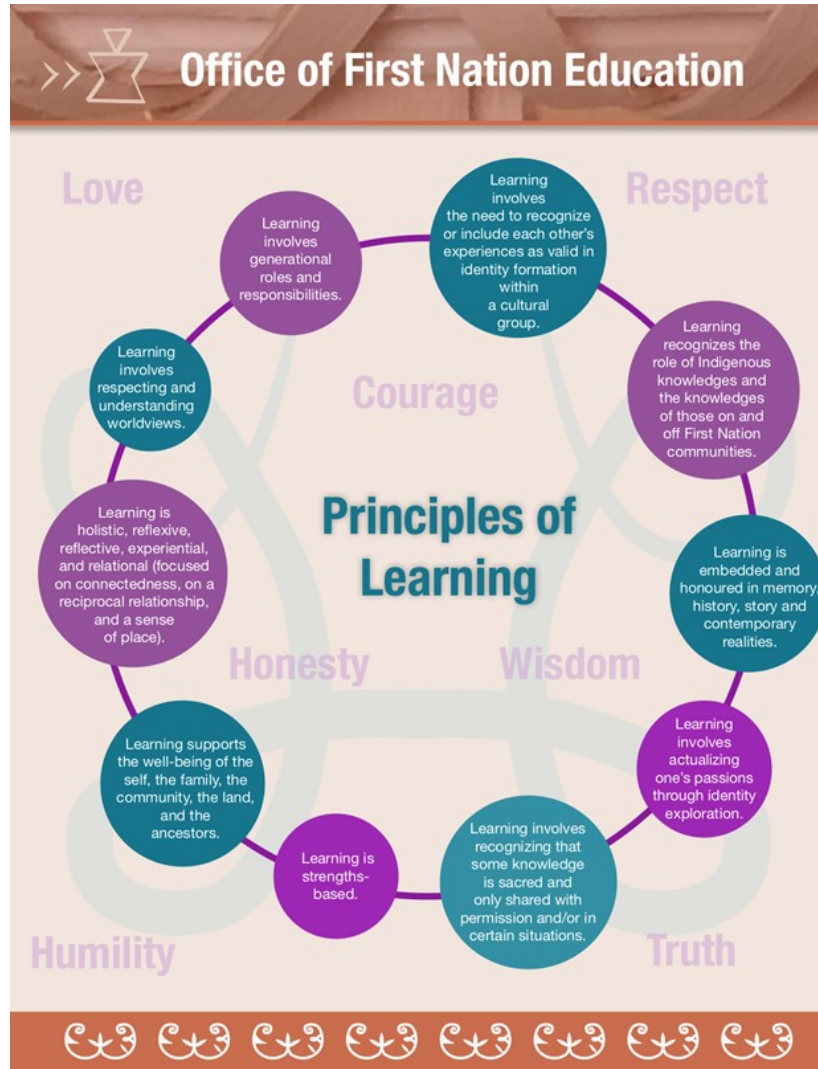 Office of First Nation Education
Love
Respect
Learning
involves
the need to recognize
or include each other's
experiences as valid in
identity formation
within
a cultural
group.
Learning
involves
generational
roles and
responsibilities.
Learning
recognizes the
role of Indigenous
knowledges and
the knowledges
of those on and
off First Nation
communities.
Learning
involves
respecting and
understanding
worldviews.
Courage
Principles of
Learning
Learning is
holistic, reflexive,
reflective, experiential,
and relational (focused
on connectedness, on a
reciprocal relationship,
and a sense
of place).
Learning is
embedded and
honoured in memory,
history, story and
contemporary
realities.
Honesty
Wisdom
Learning supports
the well-being of the
self, the family, the
community, the land,
and the
ancestors.
Learning
involves
actualizing
one's passions
through identity
exploration.
Learning is
strengths-
based.
Learning involves
recognizing that
some knowledge
is sacred and
only shared with
permission and/or in
certain situations.
Humility
Truth